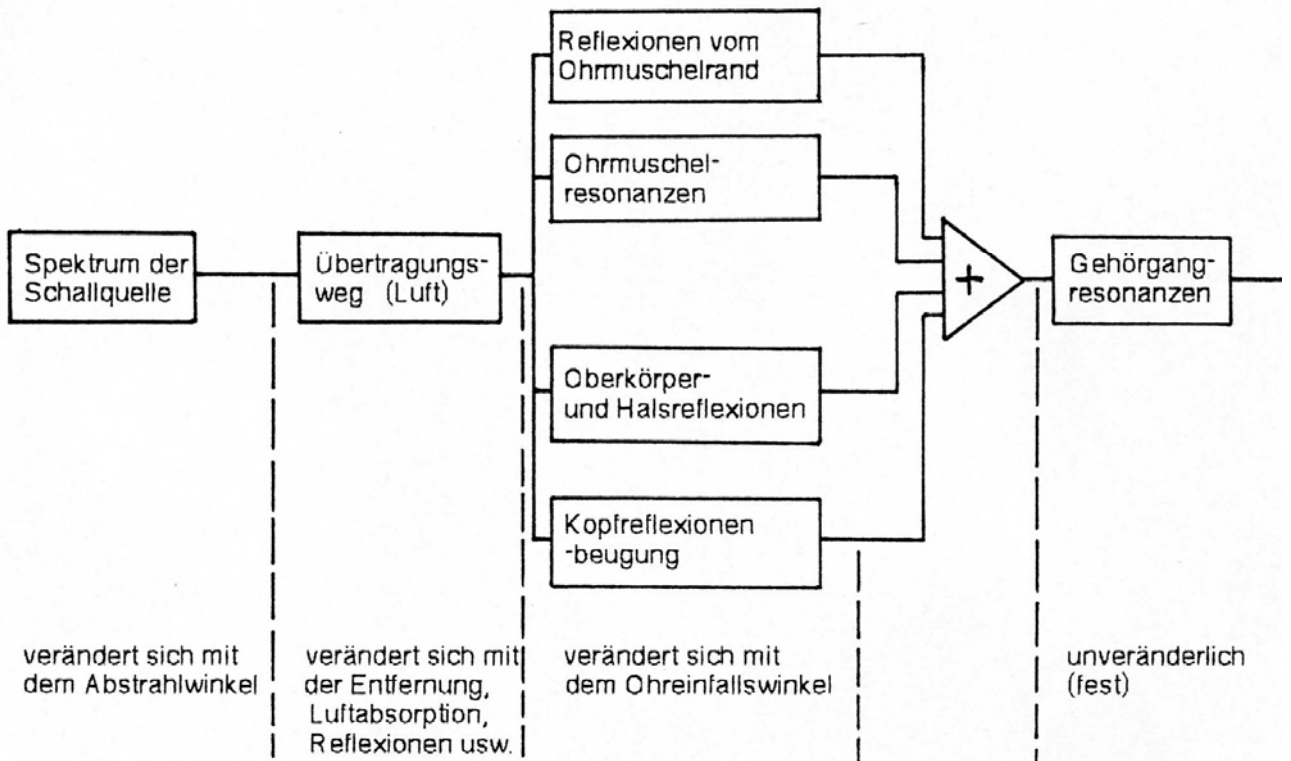 Reflexionen vom
Ohrmuschelrand
Ohrmuschel-
resonanzen
Spektrum der
Schallquelle
Übertragungs-
weg (Luft)
+
Gehörgang-
resonanzen
Oberkörper-
und Halsreflexionen
Kopfreflexionen
-beugung
verändert sich mit
dem Abstrahlwinkel
verändert sich mit
der Entfernung,
Luftabsorption,
Reflexionen usw.
verändert sich mit
dem Ohreinfallswinkel
unveränderlich
(fest)